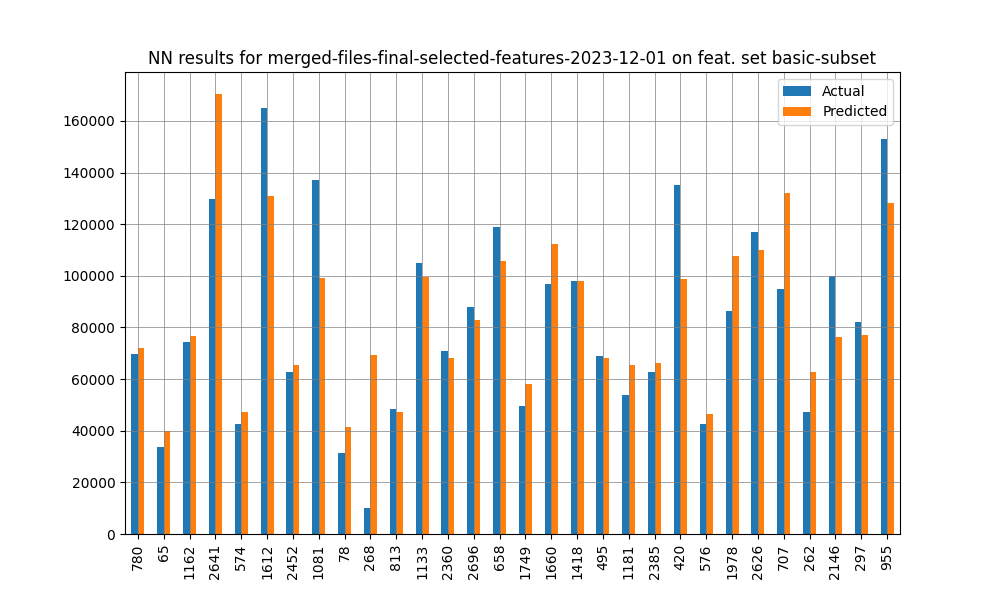 NN results for merged-files-final-selected-features-2023-12-01 on feat. set basic-subset
Actual
Predicted
160000
140000
120000
100000
80000
60000
40000
20000
0
780 65 1162 2641 574 1612 2452 1081 78 268 813 1133 2360 2696 658 1749 1660 1418 495 1181 2385 420 576 1978 2626 707 262 2146 297 955